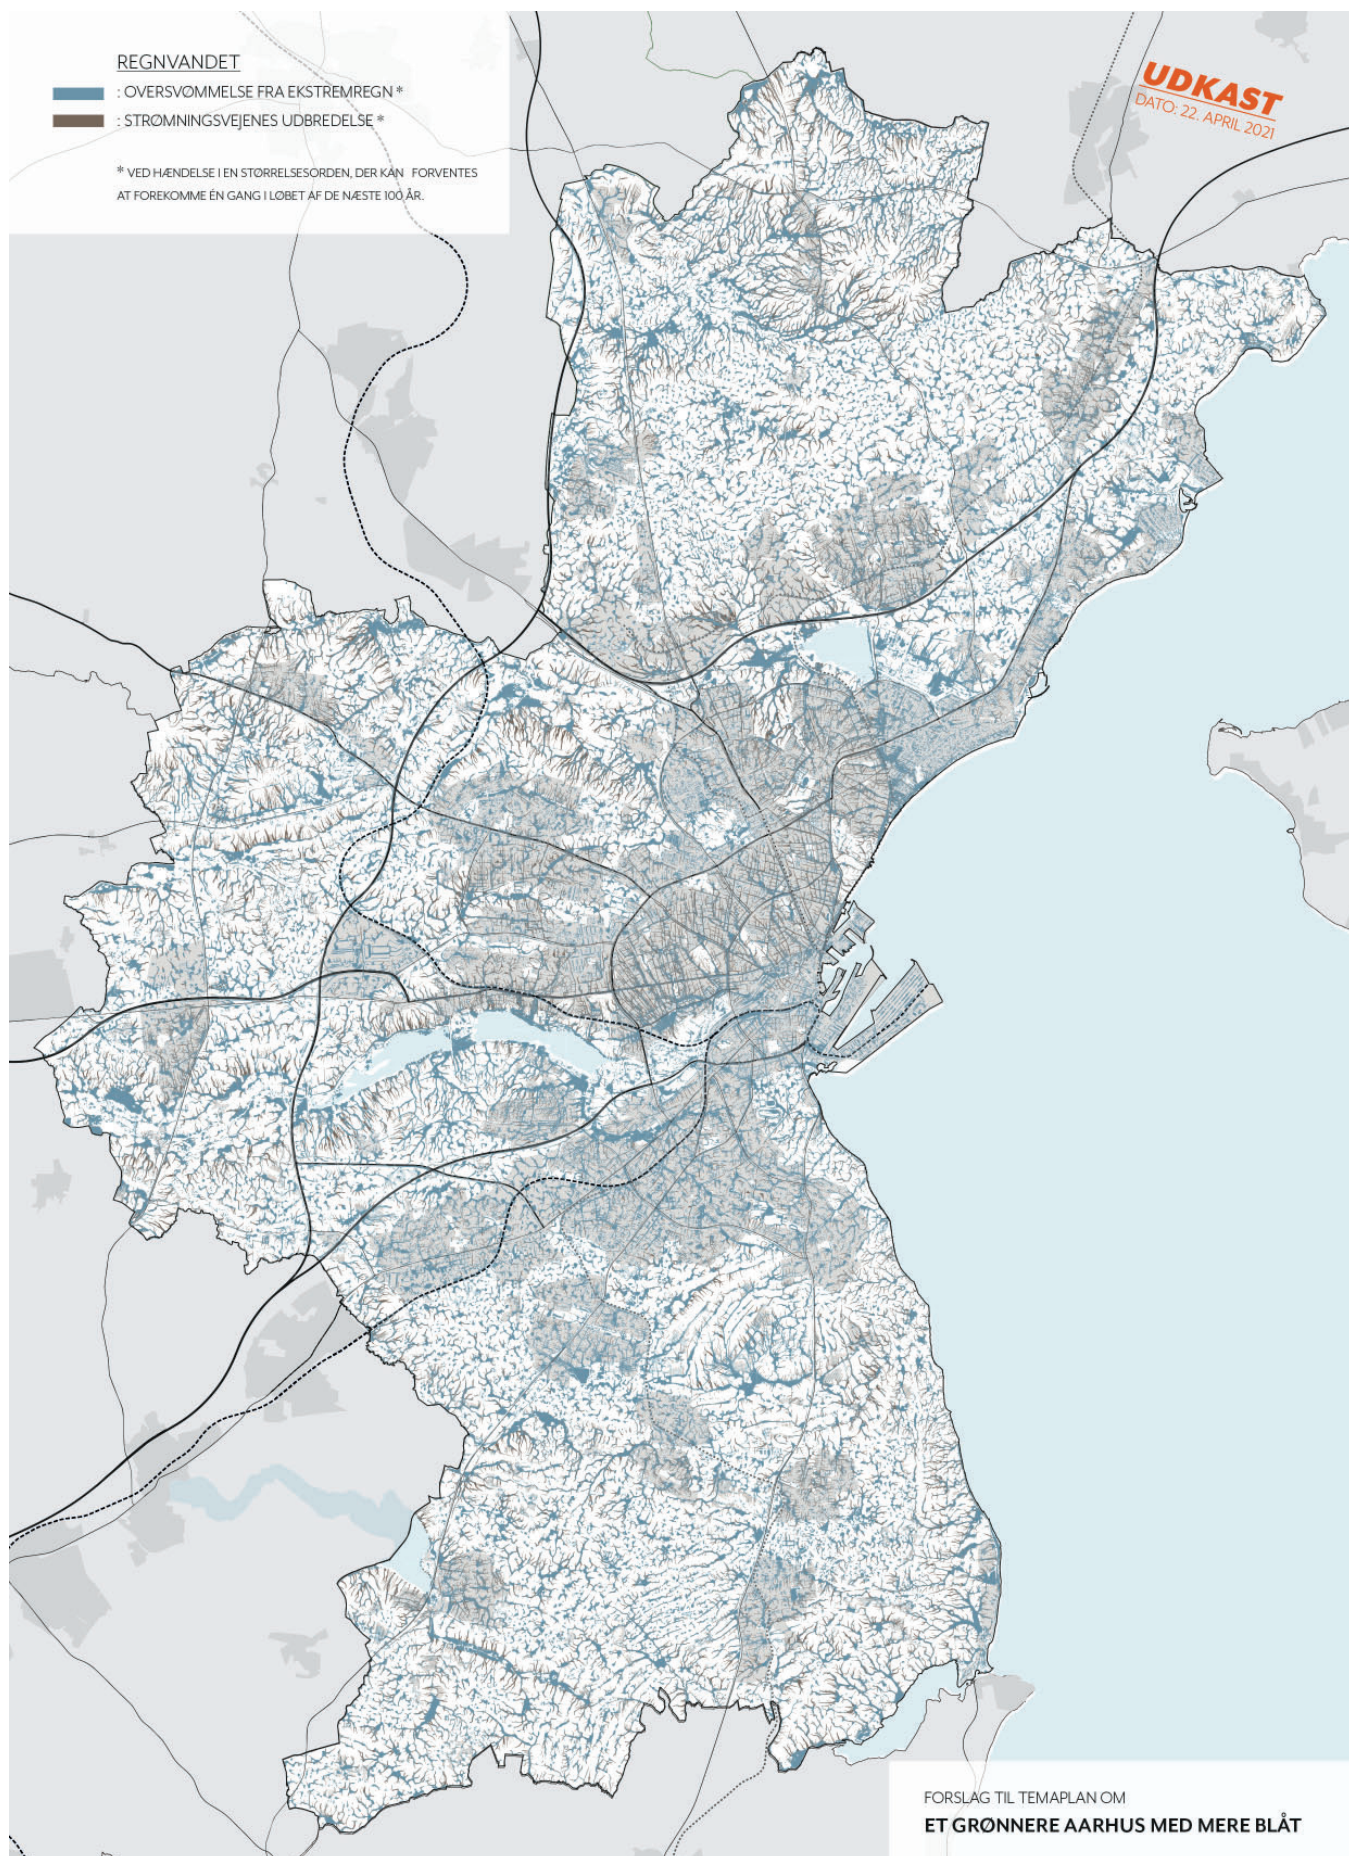 REGNVANDET
: OVERSVØMMELSE FRA EKSTREMREGN *
: STRØMNINGSVEJENES UDBREDELSE *
* VED HÆNDELSE I EN STØRRELSESORDEN, DER KAN FORVENTES
AT FOREKOMME ÉN GANG I LØBET AF DE NÆSTE 100 ÅR.
UDKAST
DATO: 22. APRIL 2021
FORSLAG TIL TEMAPLAN OM
ET GRØNNERE AARHUS MED MERE BLÅT